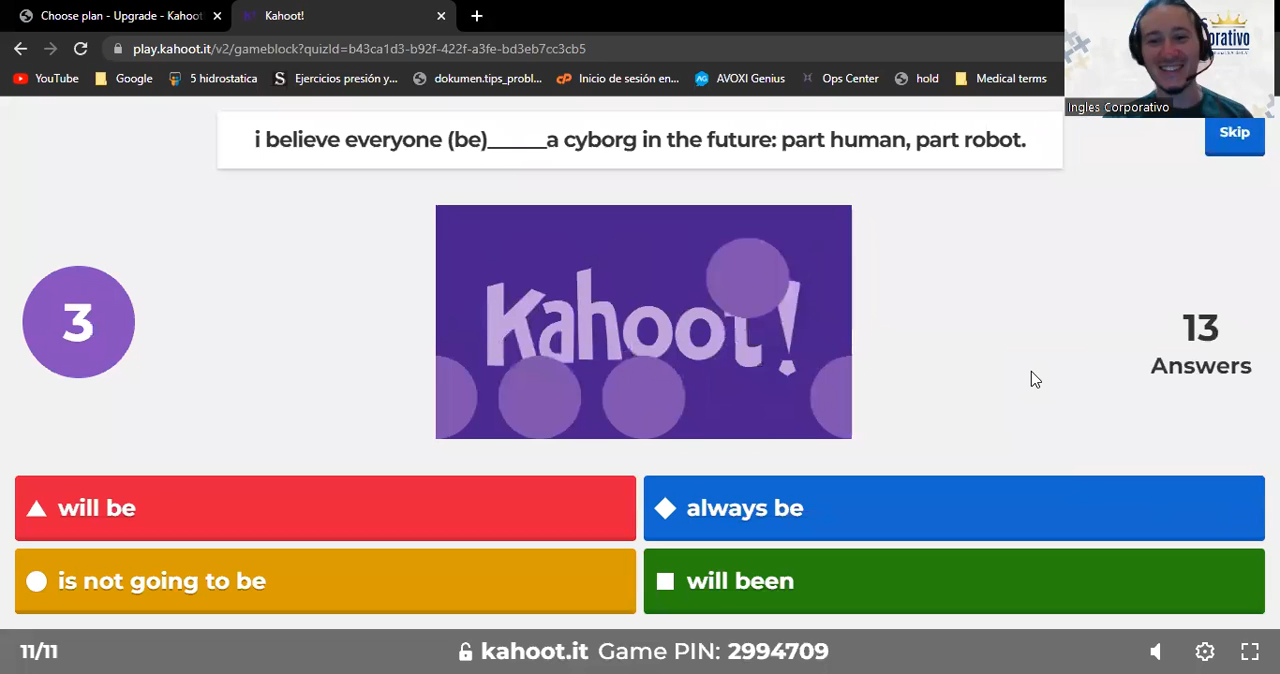 Choose plan - Upgrade - Kahoot
Kahoot!
play.kahoot.it/v2/gameblock?quizId=b43ca1d3-b92f-422f-a3fe-bd3eb7cc3cb5
YouTube
Google
5 hidrostatica
Ejercicios presión y...
dokumen.tips_probl...
Inicio de sesión en...
AVOXI Genius
Ops Center
hold
Medical terms
orativo
Ingles Corporativo
i believe everyone (be)_____a cyborg in the future: part human, part robot.
Skip
3
Kahoot!
13
Answers
will be
always be
is not going to be
will been
11/11
kahoot.it Game PIN: 2994709